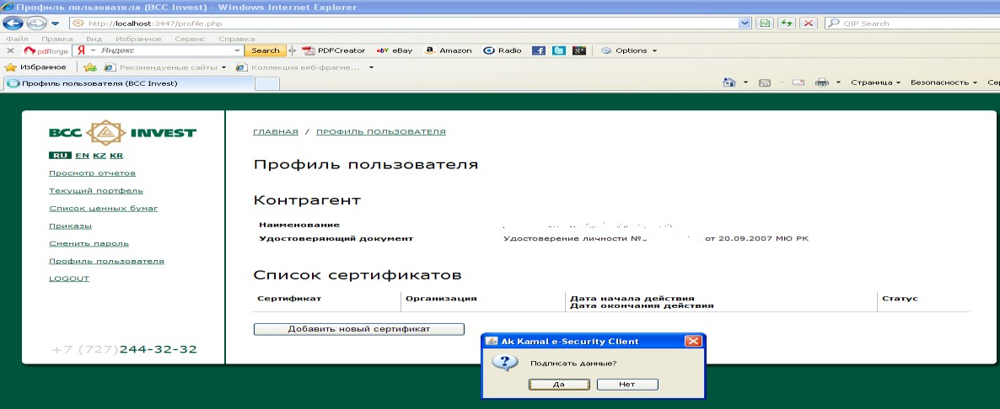 Профиль пользователя (BCC Invest) - Windows Internet Explorer
http://localhost:3447/profile.php
QIP Search
Файл Правка Вид Избранное Сервис Справка
pdfforge Яндекс Search PDFCreator eBay Amazon Radio Options
Избранное Рекомендуемые сайты Коллекция веб-фрагме...
Профиль пользователя (BCC Invest)
Страница Безопасность Се
BCC INVEST
RU EN KZ KR
Просмотр отчетов
Текущий портфель
Список ценных бумаг
Приказы
Сменить пароль
Профиль пользователя
LOGOUT
+7 (727)244-32-32
ГЛАВНАЯ / ПРОФИЛЬ ПОЛЬЗОВАТЕЛЯ
Профиль пользователя
Контрагент
Наименование
Удостоверяющий документ Удостоверение личности № от 20.09.2007 МЮ РК
Список сертификатов
Сертификат Организация Дата начала действия Статус
Дата окончания действия
Добавить новый сертификат
Ak Kamal e-Security Client
Подписать данные?
Да Нет